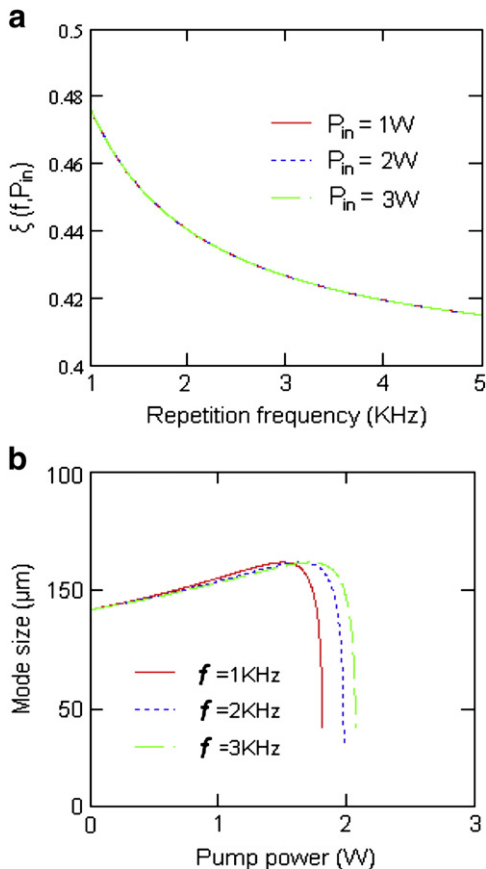 a
0.5
0.48
0.46
0.44
0.42
0.4
ξ (f,Pin)
Pin = 1W
Pin = 2W
Pin = 3W
1 2 3 4 5
Repetition frequency (KHz)
b
100
150
50
0
Mode size (μm)
f =1KHz
f =2KHz
f =3KHz
0 1 2 3
Pump power (W)